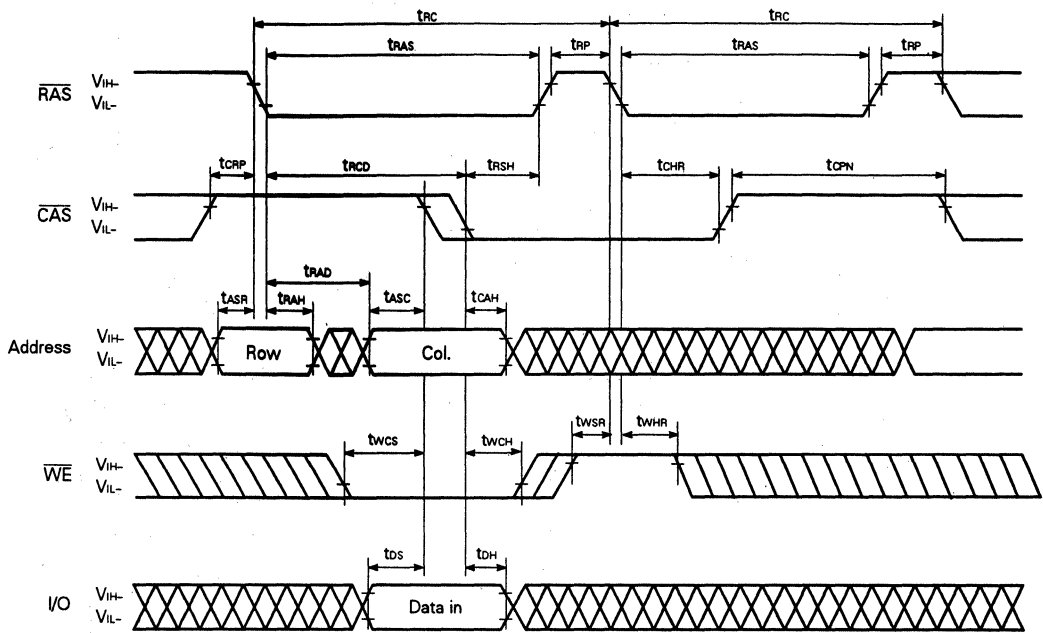 tRC tRC
tRAS tRP tRAS tRP
RAS VIH–
VIL–
tCRP tRCD tRSH tCHR tCPN
CAS VIH–
VIL–
tRAD
tASR tRAH tASC tCAH
Address VIH–
VIL–
Row Col.
tWSR tWHR
tWCS tWCH
WE VIH–
VIL–
tDS tDH
I/O VIH–
VIL–
Data in